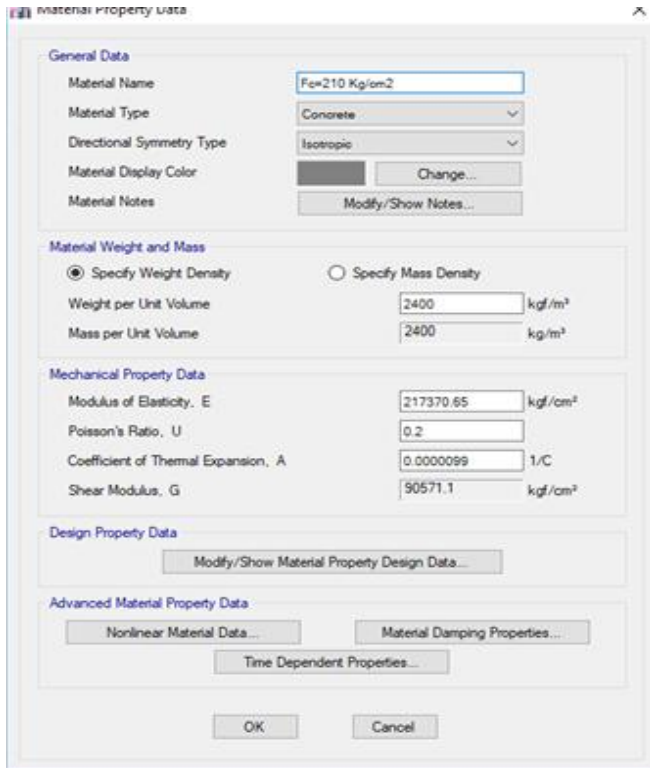 Material Property Data
General Data
Material Name Fc=210 Kg/cm2
Material Type Concrete
Directional Symmetry Type Isotropic
Material Display Color Change...
Material Notes Modify/Show Notes...
Material Weight and Mass
Specify Weight Density Specify Mass Density
Weight per Unit Volume 2400 kgf/m³
Mass per Unit Volume 2400 kg/m³
Mechanical Property Data
Modulus of Elasticity, E 217370.65 kgf/cm²
Poisson's Ratio, U 0.2
Coefficient of Thermal Expansion, A 0.0000099 1/C
Shear Modulus, G 90571.1 kgf/cm²
Design Property Data
Modify/Show Material Property Design Data...
Advanced Material Property Data
Nonlinear Material Data... Material Damping Properties...
Time Dependent Properties...
OK Cancel